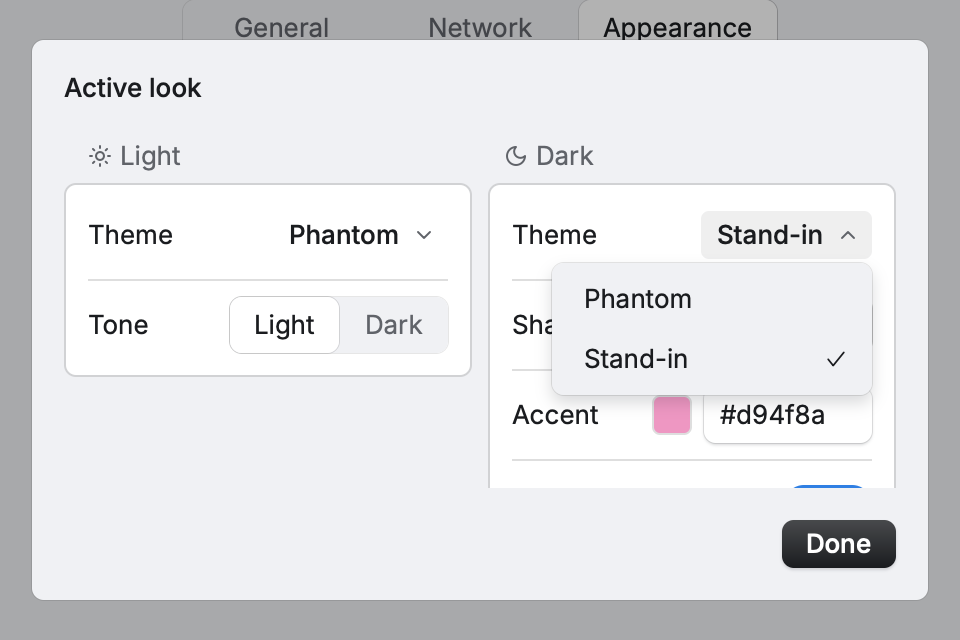 General Network Appearance
Active look
Light
Theme Phantom
Tone Light Dark
Dark
Theme Stand-in
Phantom
Stand-in
Accent #d94f8a
Done